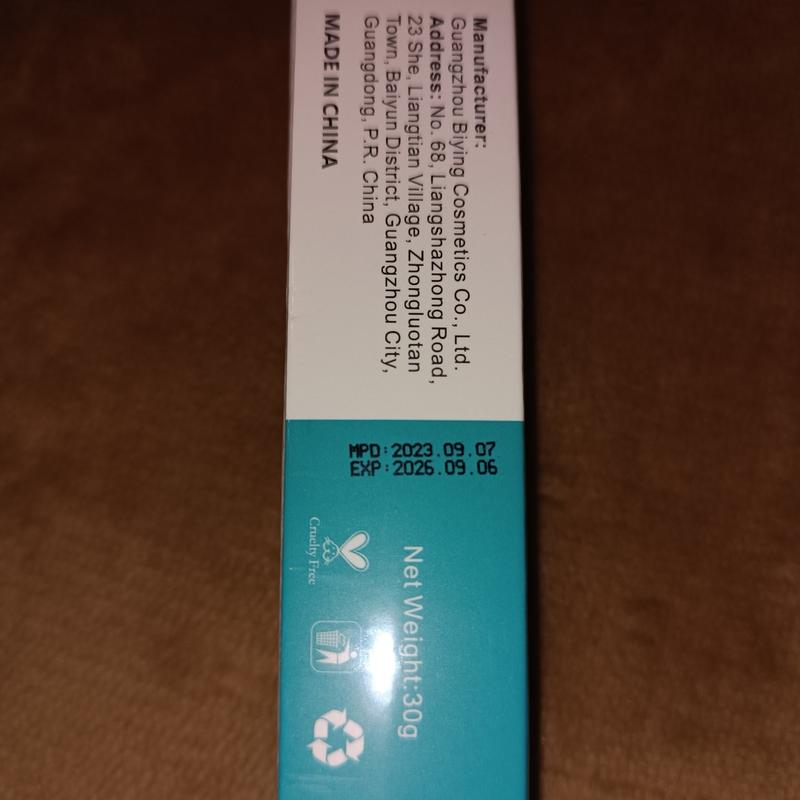 Manufacturer:
Guangzhou Biying Cosmetics Co., Ltd.
Address: No. 68, Liangshazhong Road,
23 She, Liangtian Village, Zhongluotan
Town, Baiyun District, Guangzhou City,
Guangdong, P.R. China
MADE IN CHINA
MPD:2023.09.07
EXP:2026.09.06
Net Weight:30g
Cruelty Free